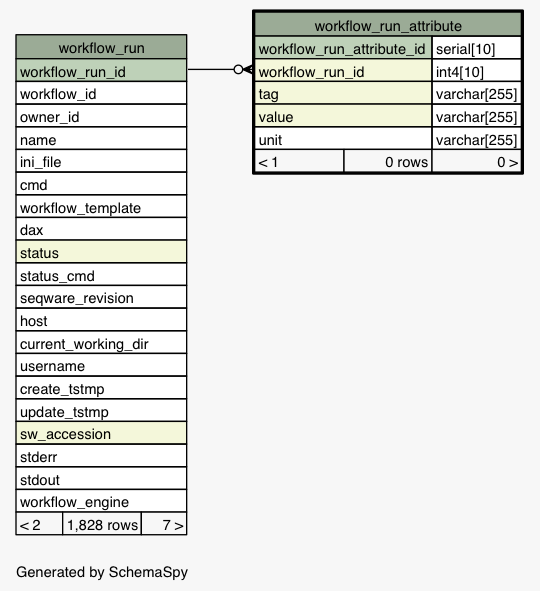 workflow_run
workflow_run_id
workflow_id
owner_id
name
ini_file
cmd
workflow_template
dax
status
status_cmd
seqware_revision
host
current_working_dir
username
create_tstmp
update_tstmp
sw_accession
stderr
stdout
workflow_engine
< 2 1,828 rows 7 >
workflow_run_attribute
workflow_run_attribute_id serial[10]
workflow_run_id int4[10]
tag varchar[255]
value varchar[255]
unit varchar[255]
< 1 0 rows 0 >
Generated by SchemaSpy